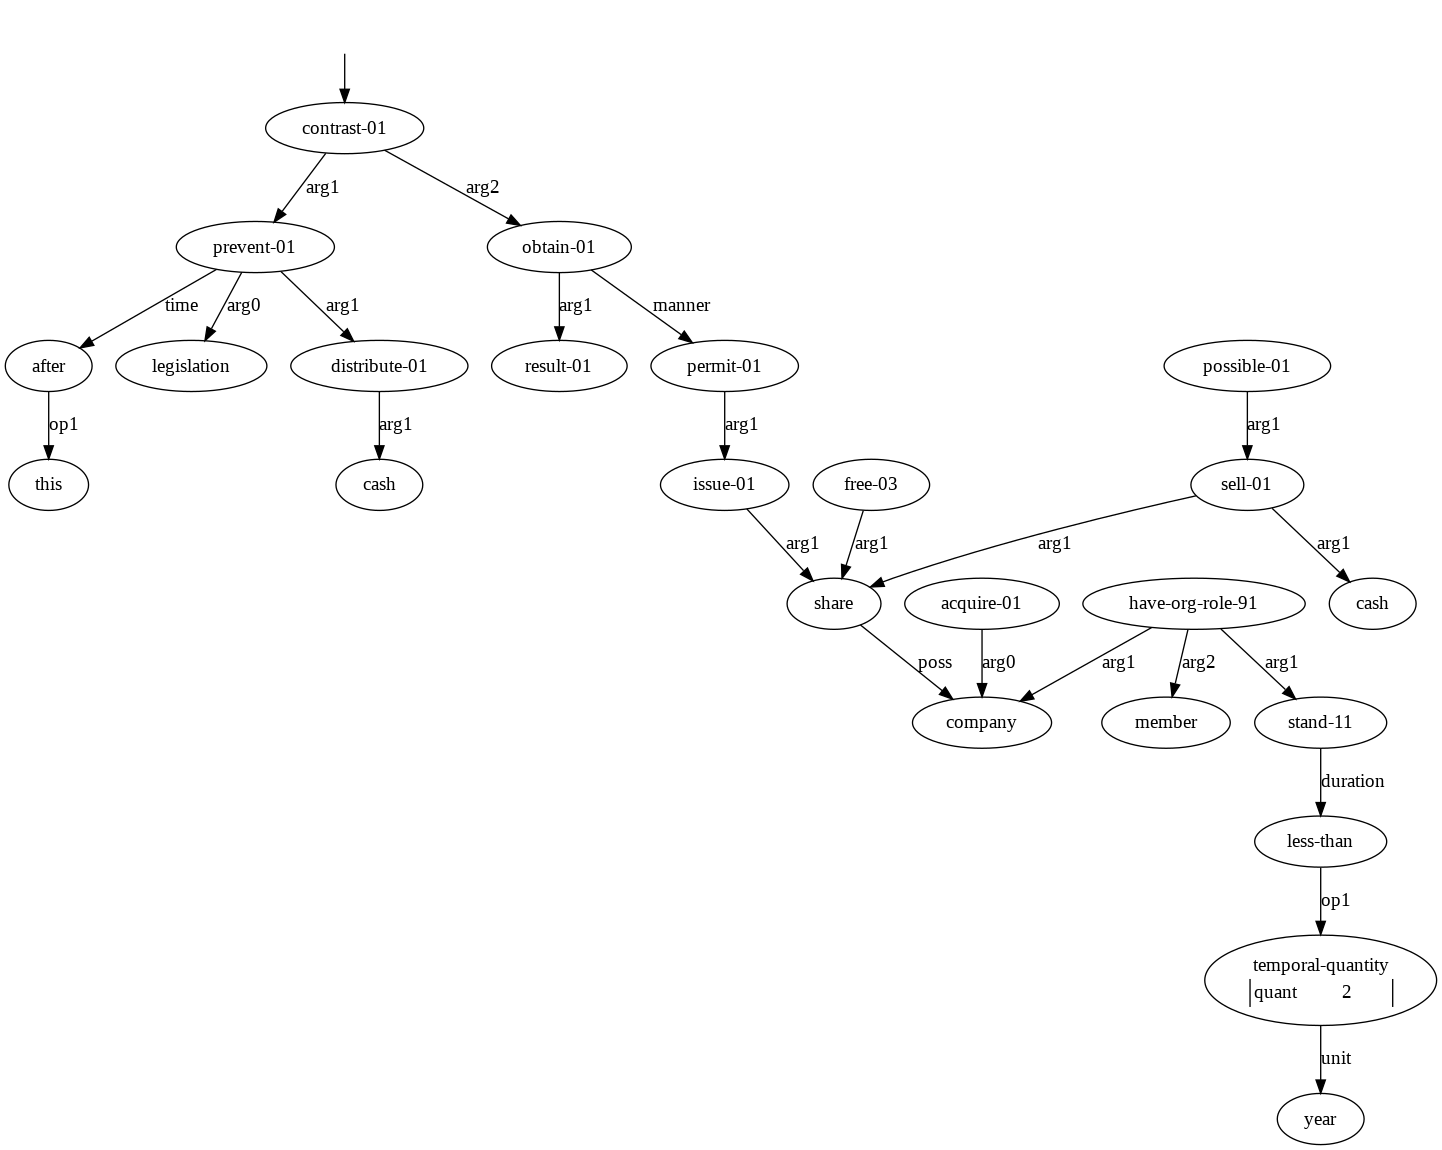 contrast-01
arg1
arg2
prevent-01
obtain-01
time
arg0
arg1
arg1
manner
after
legislation
distribute-01
result-01
permit-01
possible-01
op1
arg1
arg1
arg1
this
cash
issue-01
free-03
sell-01
arg1
arg1
arg1
arg1
share
acquire-01
have-org-role-91
cash
poss
arg0
arg1
arg2
arg1
company
member
stand-11
duration
less-than
op1
temporal-quantity
quant 2
unit
year